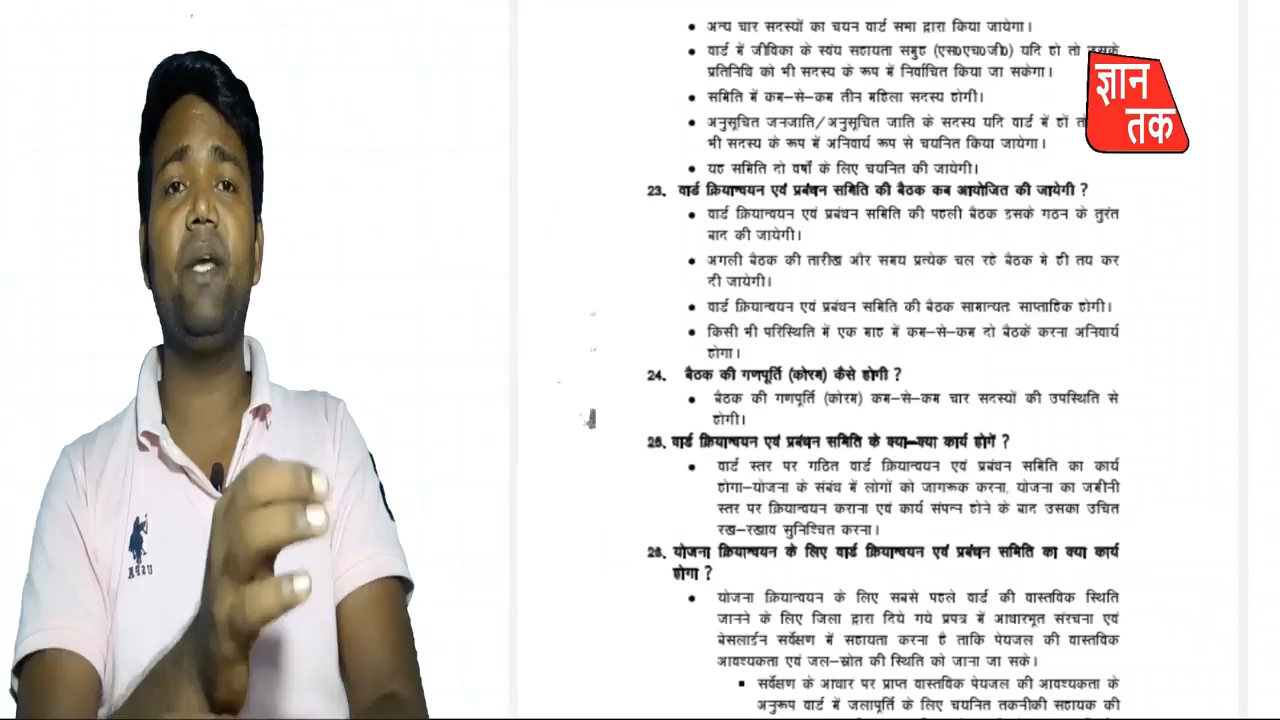 अन्य चार सदस्यों का चयन वार्ड सभा द्वारा किया जायेगा।
वार्ड में जीविका के स्वंय सहायता समुह (एस०एच०जी०) यदि हो तो उसके
प्रतिनिधि को भी सदस्य के रूप में निर्वाचित किया जा सकेगा।
समिति में कम–से–कम तीन महिला सदस्य होगी।
अनुसूचित जनजाति/अनुसूचित जाति के सदस्य यदि वार्ड में हों
भी सदस्य के रूप में अनिवार्य रूप से चयनित किया जायेगा।
यह समिति दो वर्षों के लिए चयनित की जायेगी।
23. वार्ड क्रियान्वयन एवं प्रबंधन समिति की बैठक कब आयोजित की जायेगी ?
वार्ड क्रियान्वयन एवं प्रबंधन समिति की पहली बैठक इसके गठन के तुरंत
बाद की जायेगी।
अगली बैठक की तारीख और समय प्रत्येक चल रहे बैठक मे ही तय कर
दी जायेगी।
वार्ड क्रियान्वयन एवं प्रबंधन समिति की बैठक सामान्यतः साप्ताहिक होगी।
किसी भी परिस्थिति में एक माह में कम–से–कम दो बैठकें करना अनिवार्य
होगा।
24. बैठक की गणपूर्ति (कोरम) कैसे होगी ?
बैठक की गणपूर्ति (कोरम) कम–से–कम चार सदस्यों की उपस्थिति से
होगी।
25. वार्ड क्रियान्वयन एवं प्रबंधन समिति के क्या–क्या कार्य होगें ?
वार्ड स्तर पर गठित वार्ड क्रियान्वयन एवं प्रबंधन समिति का कार्य
होगा–योजना के संबंध में लोगों को जागरूक करना, योजना का जमीनी
स्तर पर क्रियान्वयन कराना एवं कार्य संपन्न होने के बाद उसका उचित
रख–रखाव सुनिश्चित करना।
26. योजना क्रियान्वयन के लिए वार्ड क्रियान्वयन एवं प्रबंधन समिति का क्या कार्य
होगा ?
योजना क्रियान्वयन के लिए सबसे पहले वार्ड की वास्तविक स्थिति
जानने के लिए जिला द्वारा दिये गये प्रपत्र में आधारभूत संरचना एवं
बेसलाईन सर्वेक्षण में सहायता करना है ताकि पेयजल की वास्तविक
आवश्यकता एवं जल–स्रोत की स्थिति को जाना जा सके।
सर्वेक्षण के आधार पर प्राप्त वास्तविक पेयजल की आवश्यकता के
अनुरूप वार्ड में जलापूर्ति के लिए चयनित तकनीकी सहायक की
ज्ञान
तक